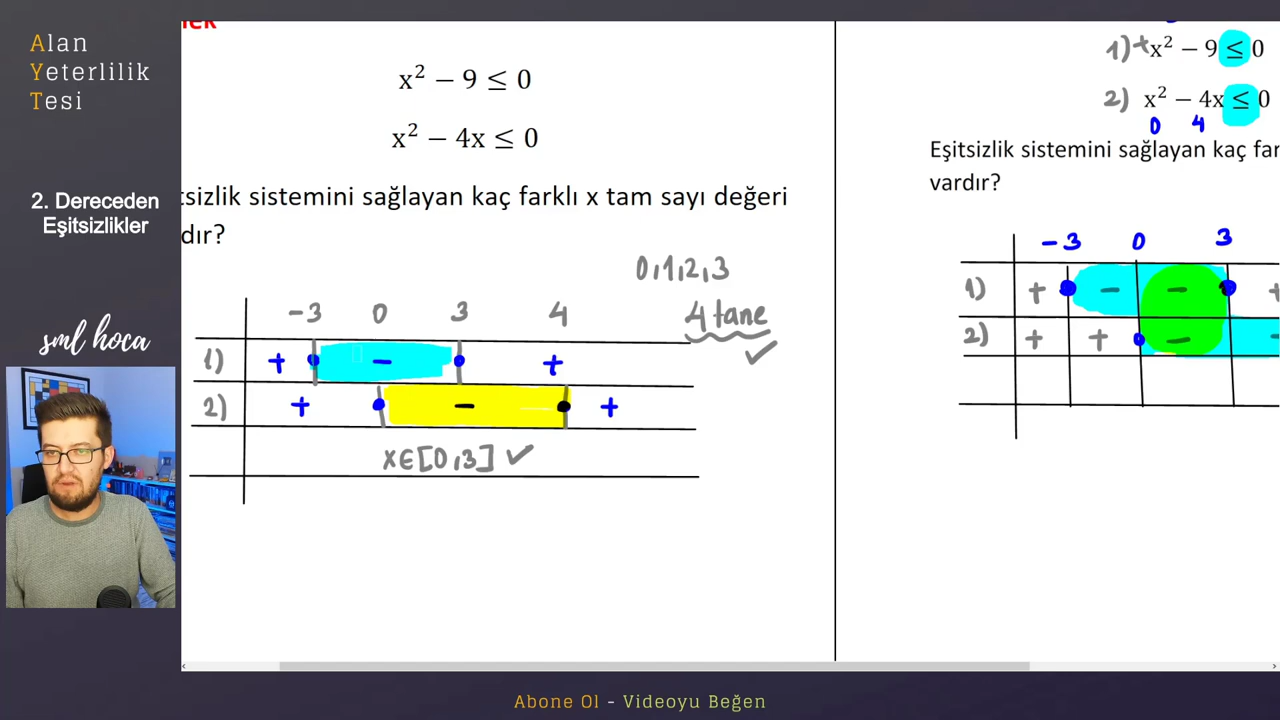 Alan
Yeterlilik
Tesi
2. Dereceden
Eşitsizlikler
sml hoca
x² − 9 ≤ 0
x² − 4x ≤ 0
tsizlik sistemini sağlayan kaç farklı x tam sayı değeri
dır?
0,1,2,3
4 tane
-3 0 3 4
1) + - +
2) + - +
x∈[0,3]
1) +x² − 9 ≤ 0
2) x² − 4x ≤ 0
0 4
Eşitsizlik sistemini sağlayan kaç far
vardır?
-3 0 3
1) + - - +
2) + + - -
Abone Ol - Videoyu Beğen